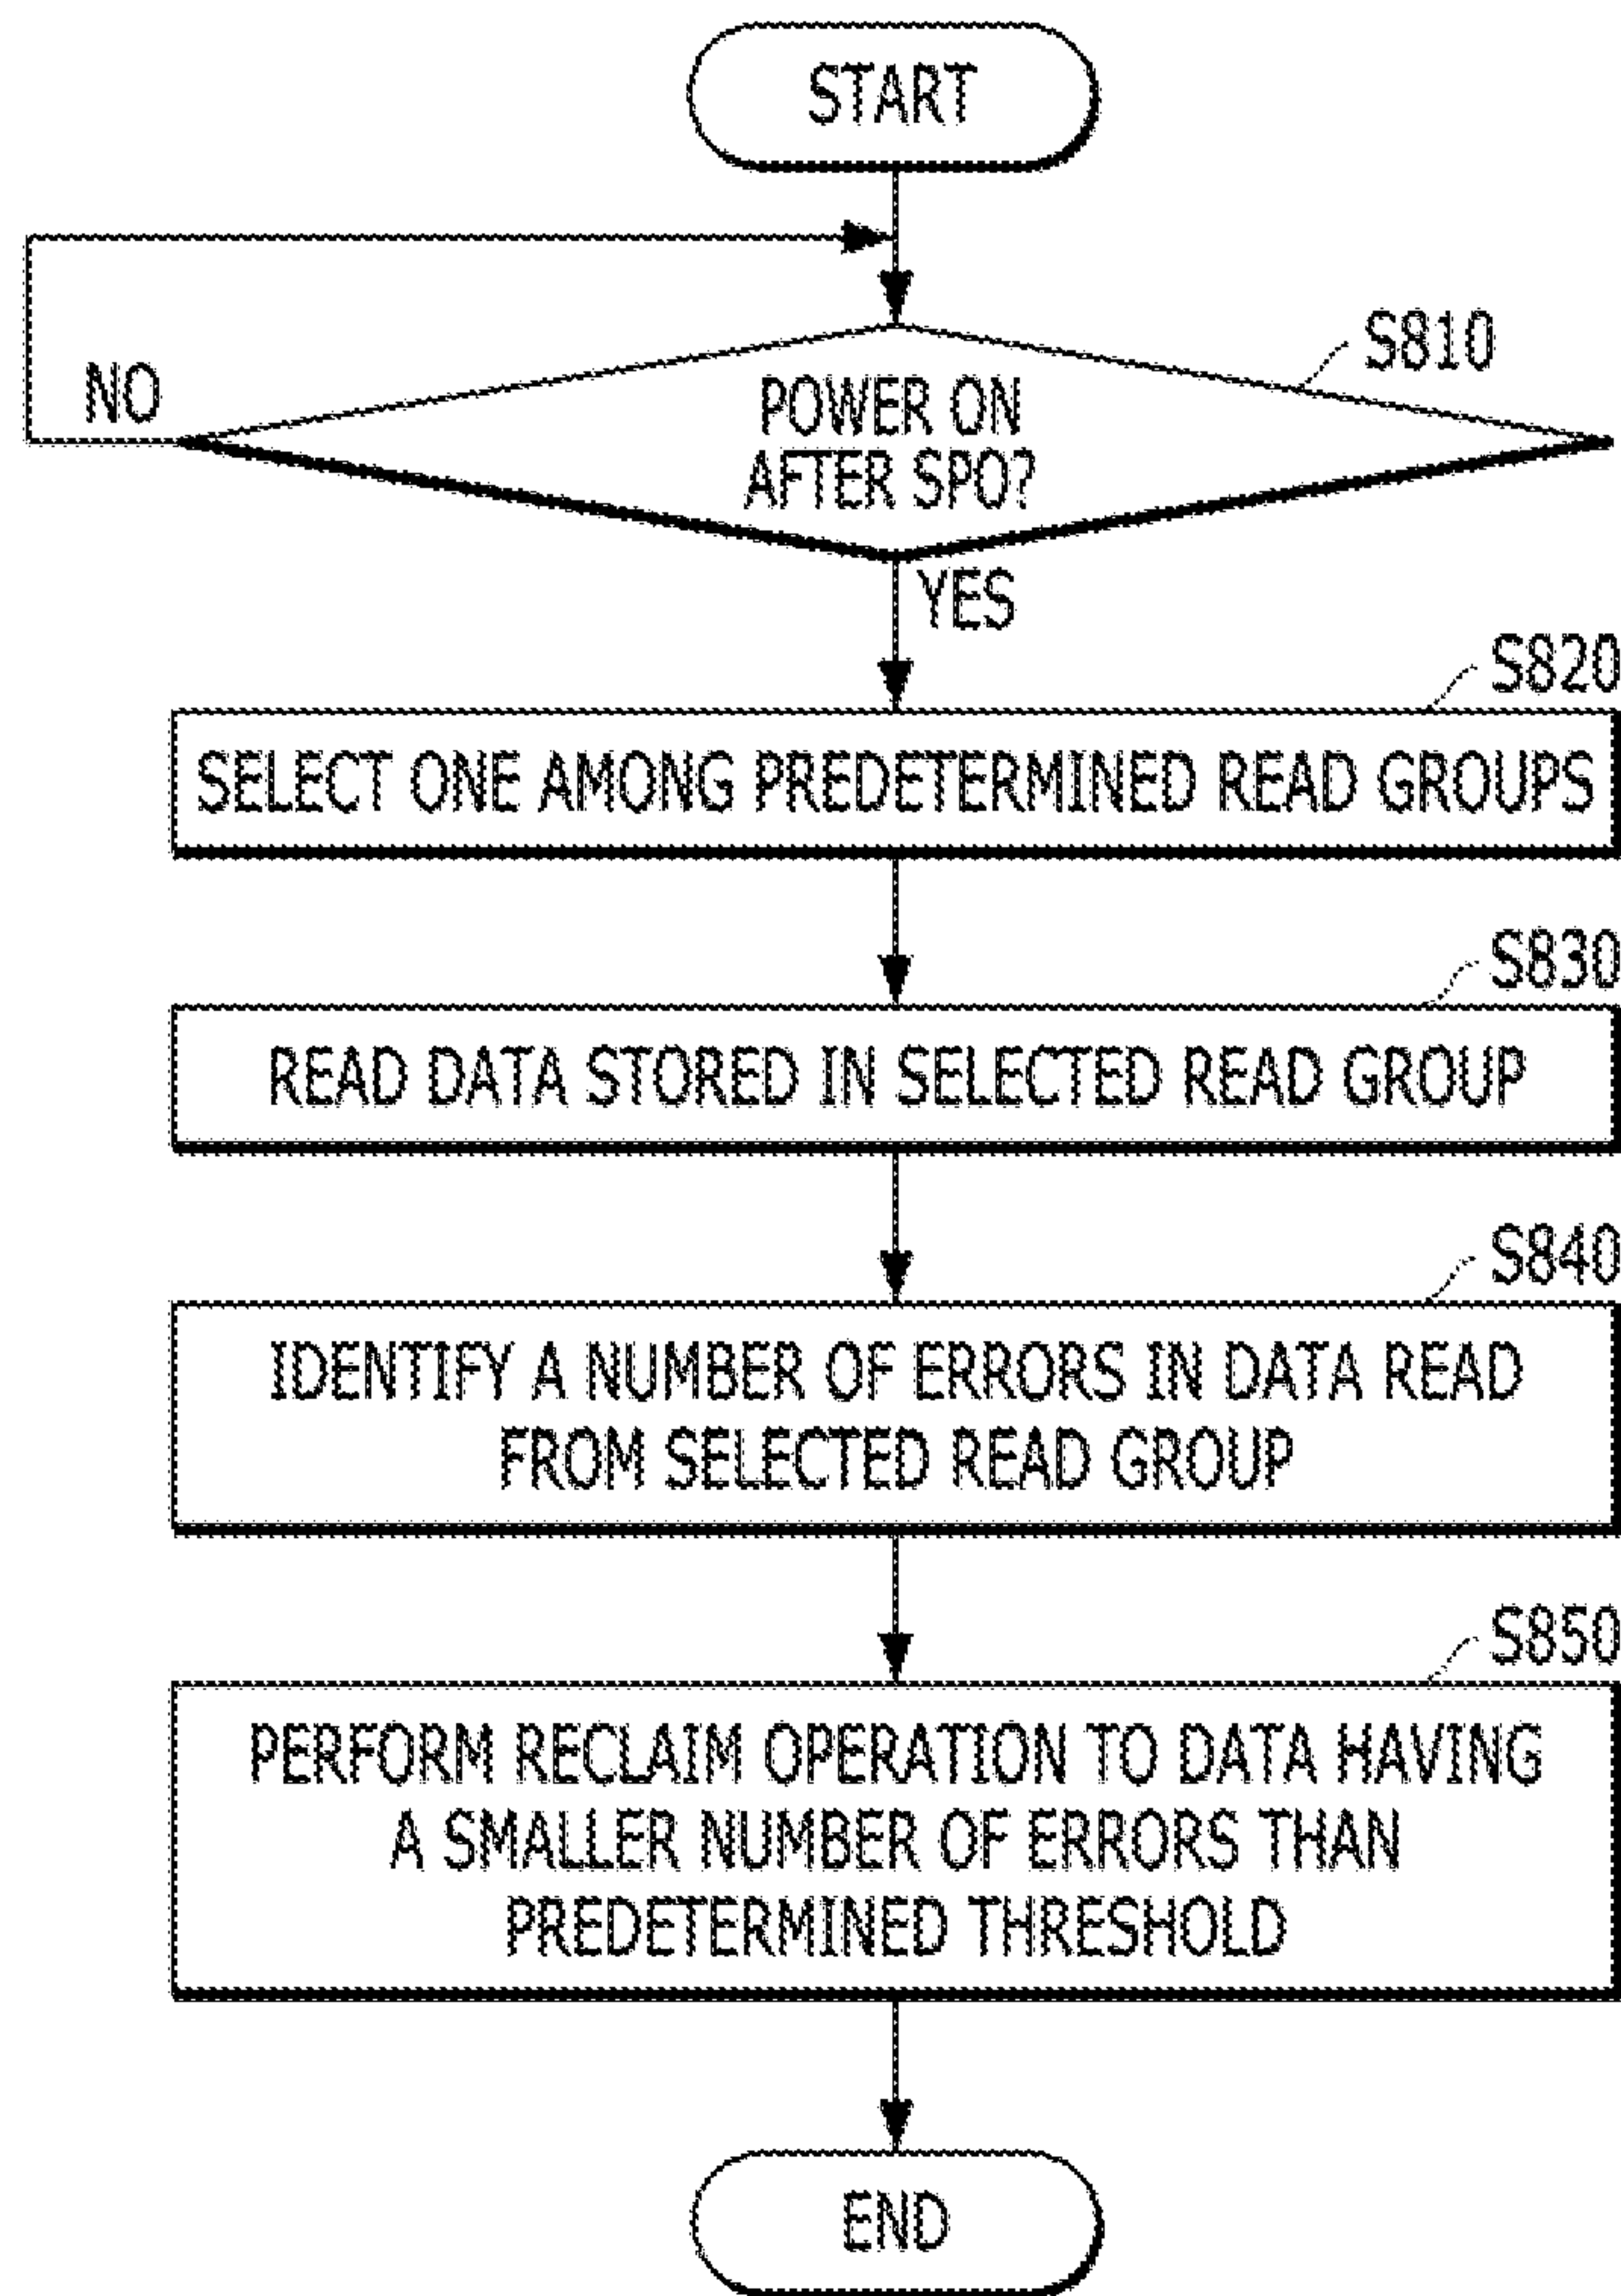 START
S810
NO
POWER ON
AFTER SPO?
YES
S820
SELECT ONE AMONG PREDETERMINED READ GROUPS
S830
READ DATA STORED IN SELECTED READ GROUP
S840
IDENTIFY A NUMBER OF ERRORS IN DATA READ
FROM SELECTED READ GROUP
S850
PERFORM RECLAIM OPERATION TO DATA HAVING
A SMALLER NUMBER OF ERRORS THAN
PREDETERMINED THRESHOLD
END